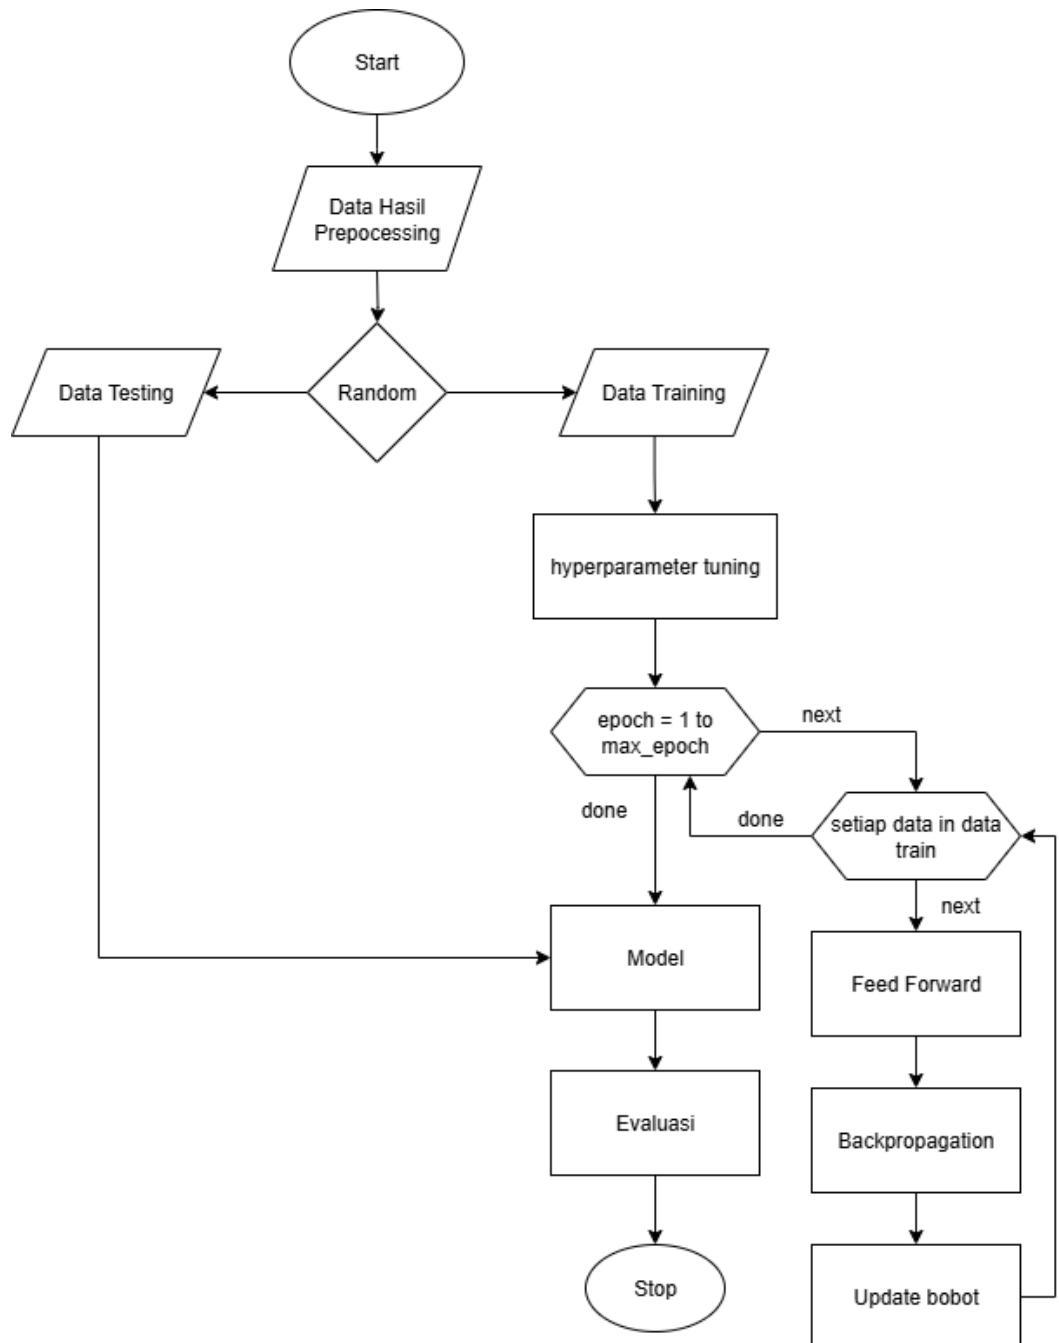 Start
Data Hasil
Prepocessing
Data Testing
Random
Data Training
hyperparameter tuning
epoch = 1 to
max_epoch
next
done
done
setiap data in data
train
next
Model
Feed Forward
Evaluasi
Backpropagation
Stop
Update bobot